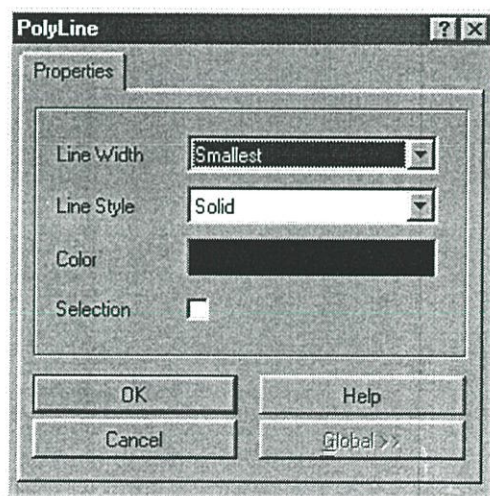 PolyLine ? X
Properties
Line Width Smallest
Line Style Solid
Color
Selection
OK Help
Cancel Global >>